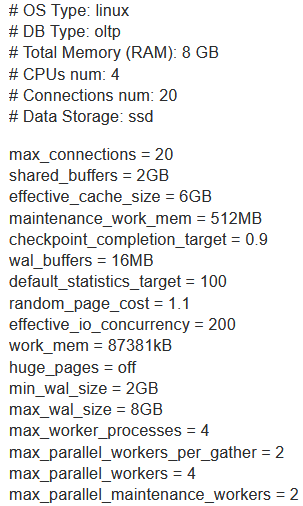 # OS Type: linux
# DB Type: oltp
# Total Memory (RAM): 8 GB
# CPUs num: 4
# Connections num: 20
# Data Storage: ssd
max_connections = 20
shared_buffers = 2GB
effective_cache_size = 6GB
maintenance_work_mem = 512MB
checkpoint_completion_target = 0.9
wal_buffers = 16MB
default_statistics_target = 100
random_page_cost = 1.1
effective_io_concurrency = 200
work_mem = 87381kB
huge_pages = off
min_wal_size = 2GB
max_wal_size = 8GB
max_worker_processes = 4
max_parallel_workers_per_gather = 2
max_parallel_workers = 4
max_parallel_maintenance_workers = 2